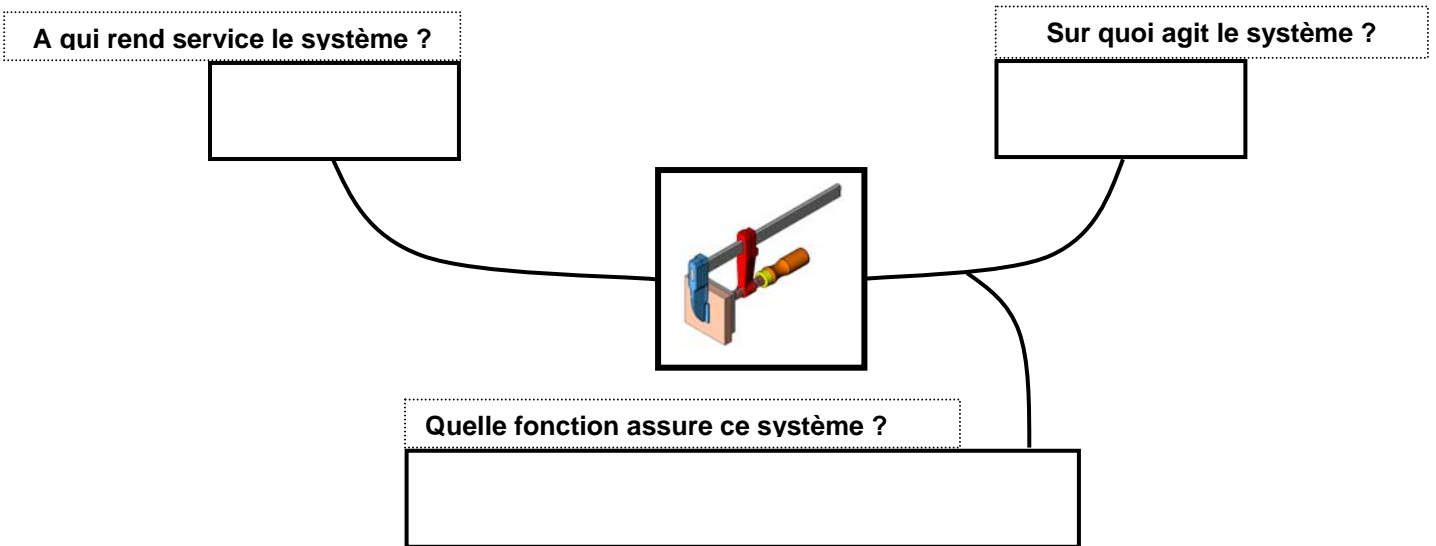 A qui rend service le système ?
Sur quoi agit le système ?
Quelle fonction assure ce système ?